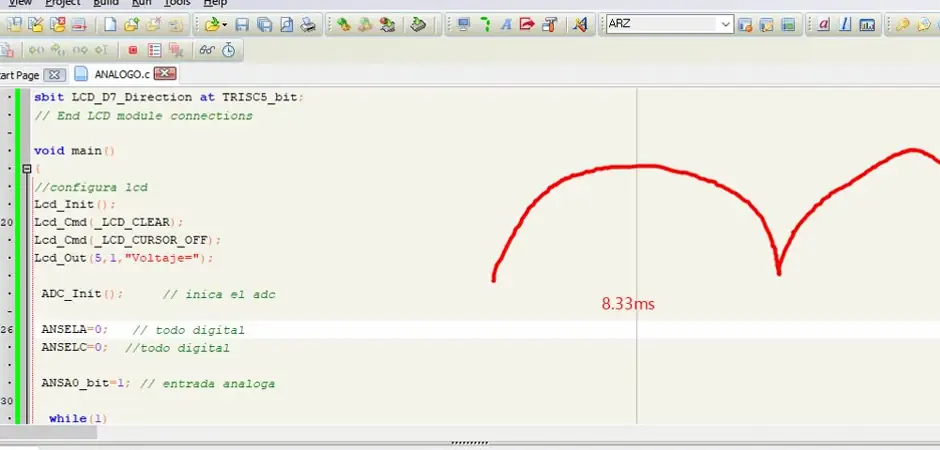 View Project Build Run Tools Help
ARZ
Start Page ANALOGO.c
sbit LCD_D7_Direction at TRISC5_bit;
// End LCD module connections
void main()
{
//configura lcd
Lcd_Init();
20 Lcd_Cmd(_LCD_CLEAR);
Lcd_Cmd(_LCD_CURSOR_OFF);
Lcd_Out(5,1,"Voltaje=");
ADC_Init(); // inica el adc
8.33ms
26 ANSELA=0; // todo digital
ANSELC=0; //todo digital
ANSA0_bit=1; // entrada analoga
30
while(1)